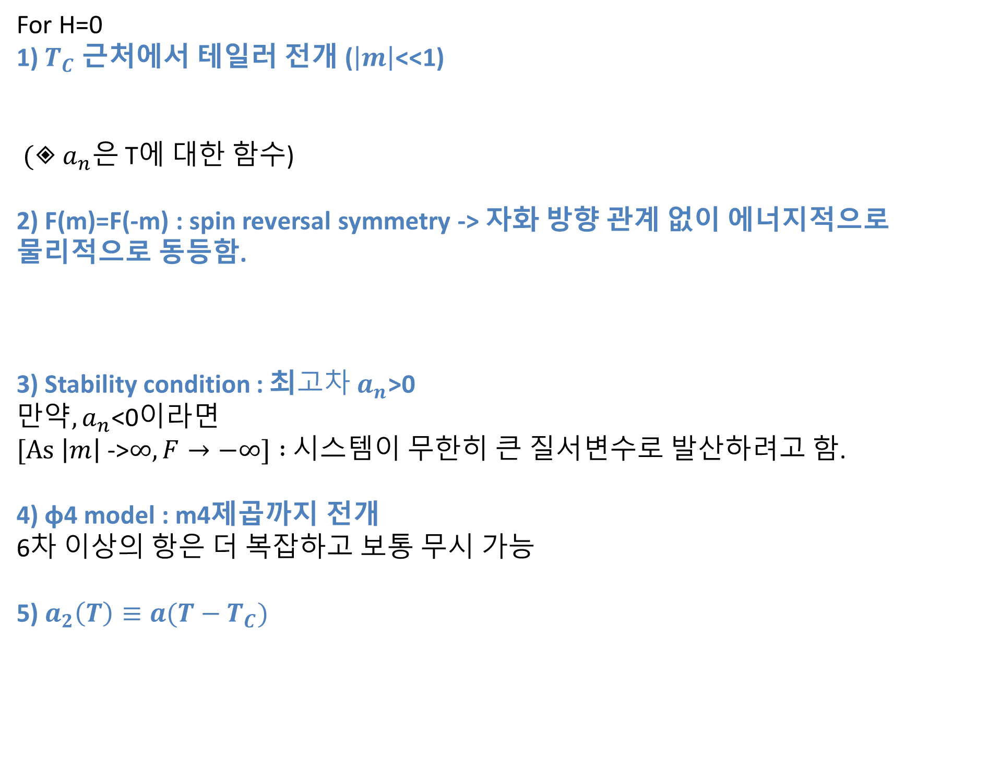 For H=0
1) T_C 근처에서 테일러 전개 (|m|<<1)
(◈ a_n은 T에 대한 함수)
2) F(m)=F(-m) : spin reversal symmetry -> 자화 방향 관계 없이 에너지적으로
물리적으로 동등함.
3) Stability condition : 최고차 a_n>0
만약, a_n<0이라면
[As |m| ->∞, F → −∞] : 시스템이 무한히 큰 질서변수로 발산하려고 함.
4) ϕ4 model : m4제곱까지 전개
6차 이상의 항은 더 복잡하고 보통 무시 가능
5) a_2(T) ≡ a(T − T_C)